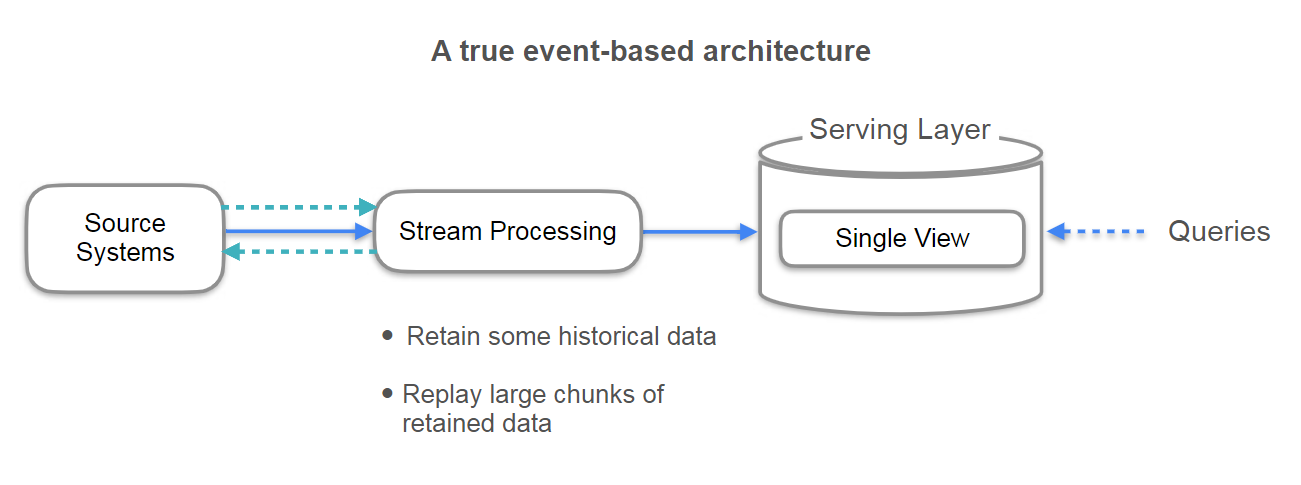 A true event-based architecture
Serving Layer
Source
Systems
Stream Processing
Single View
Queries
• Retain some historical data
• Replay large chunks of
retained data